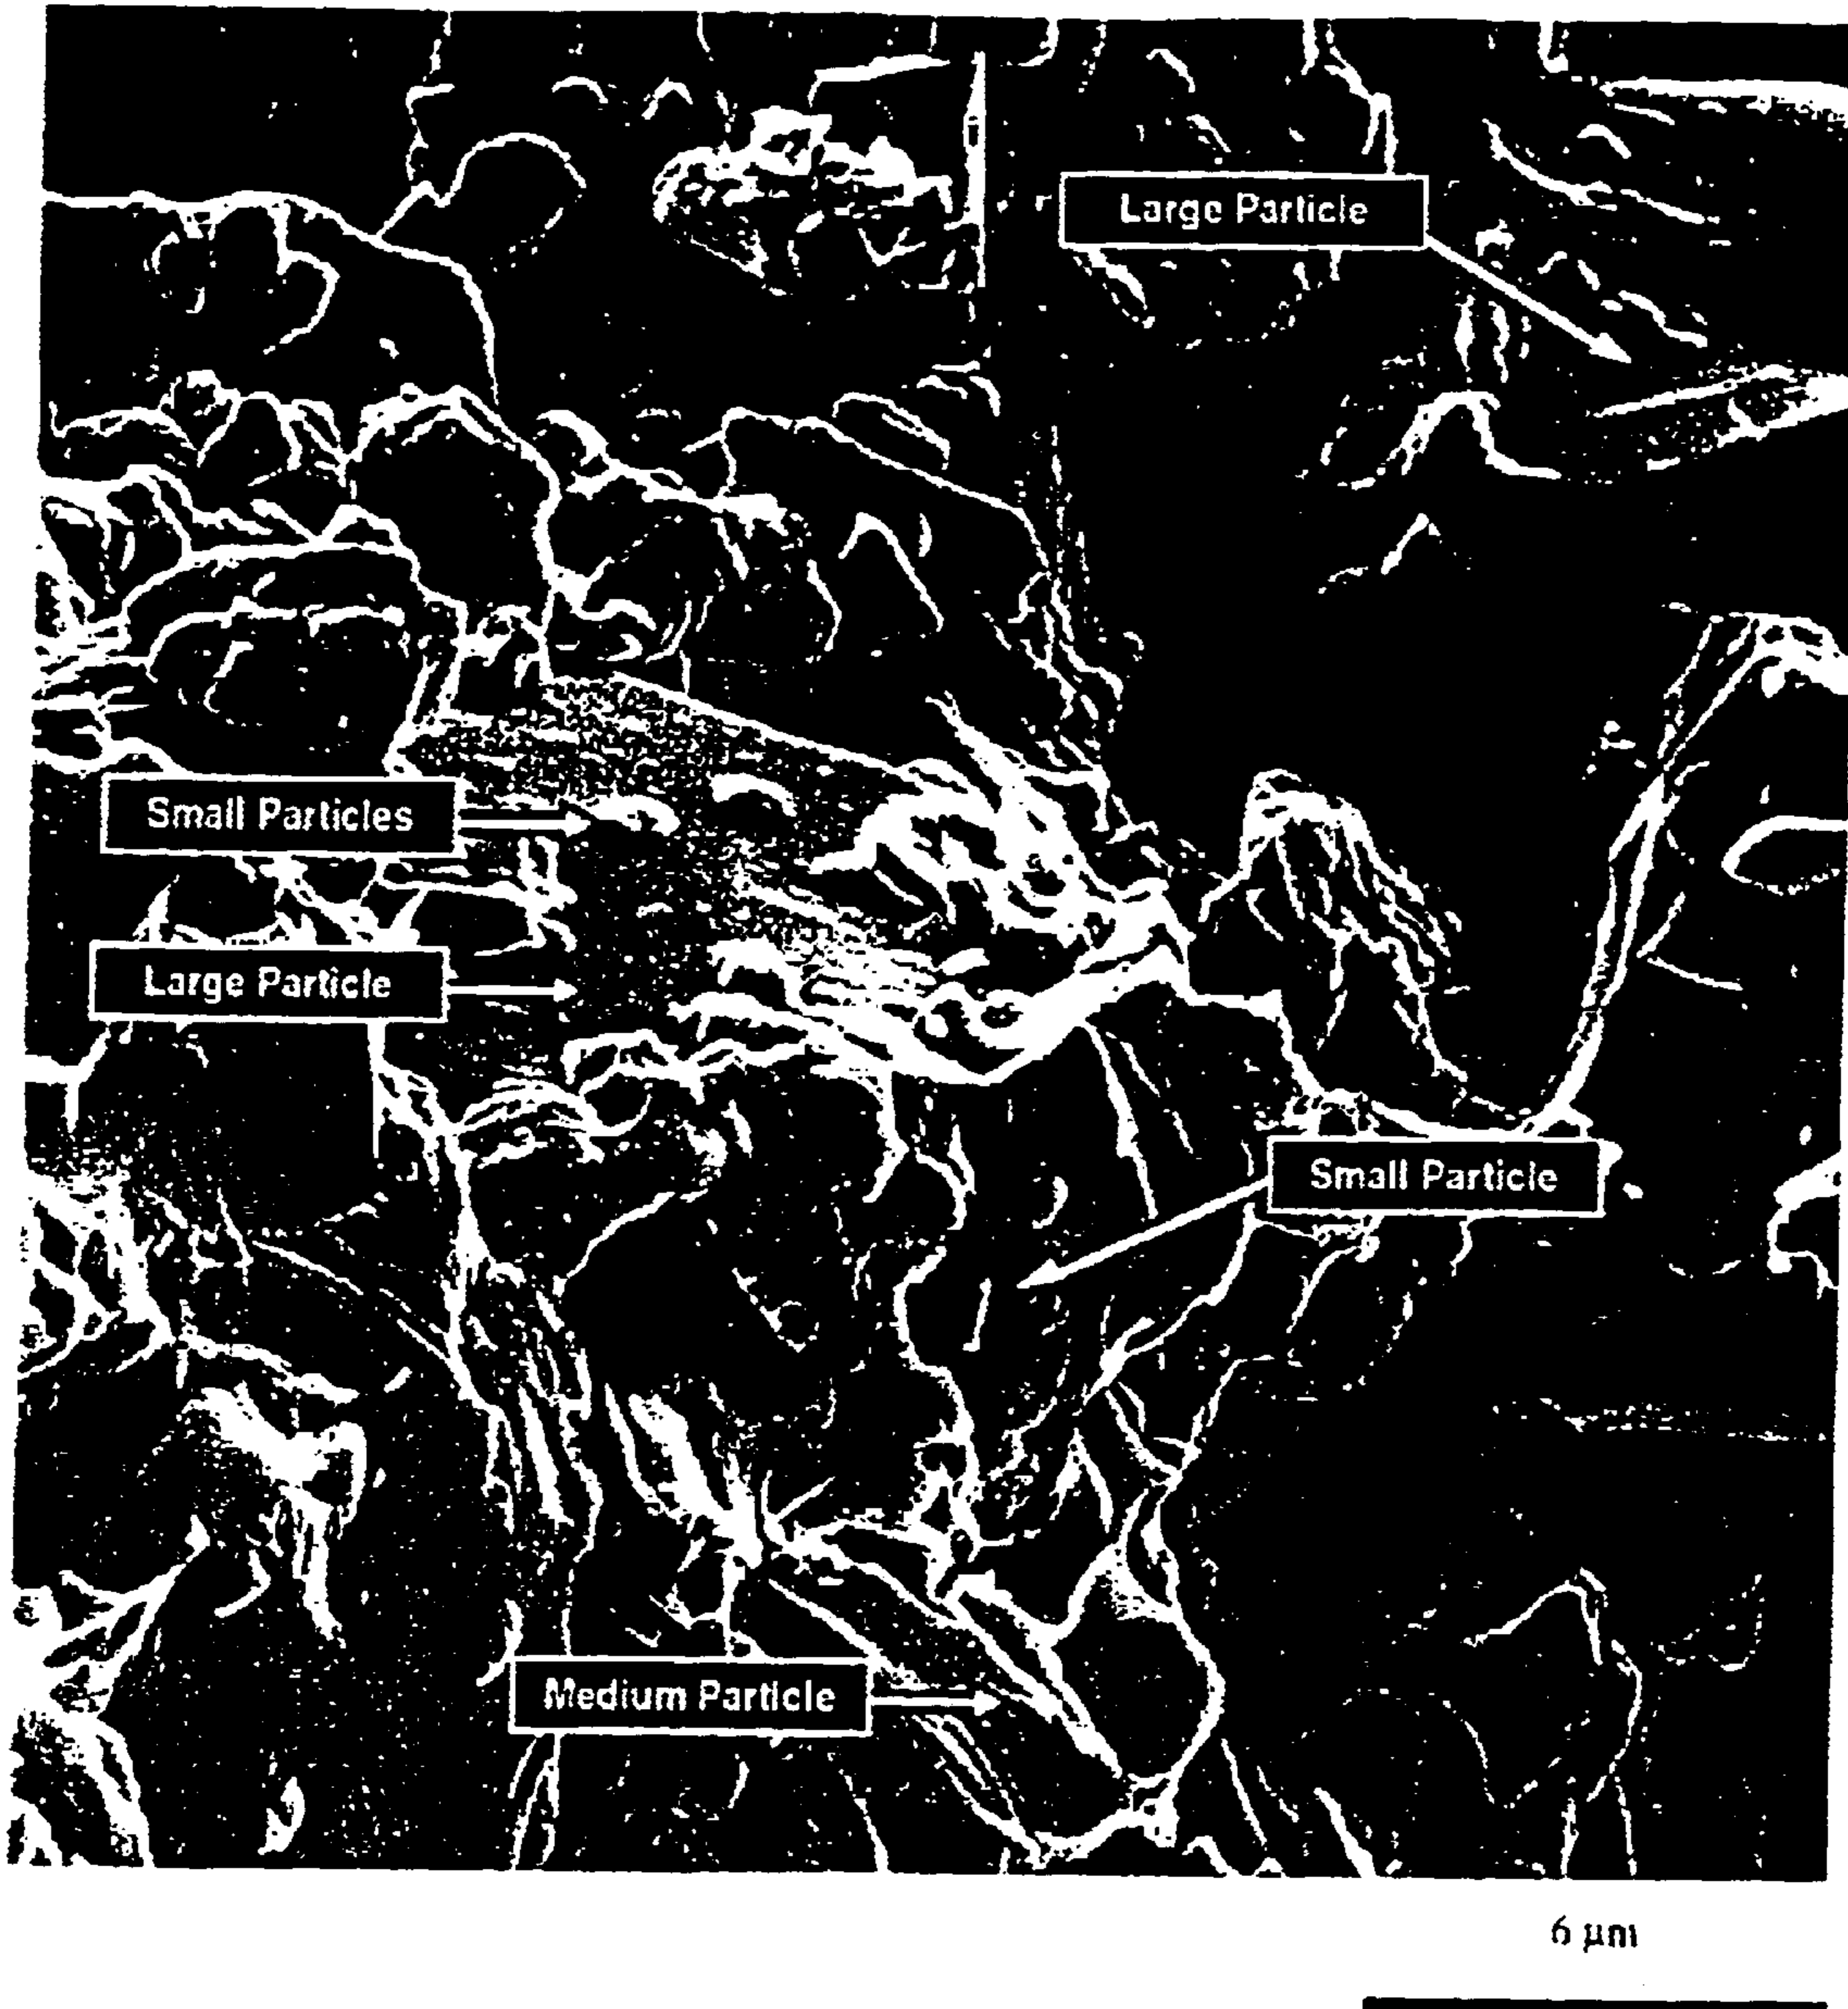 Large Particle
Small Particles
Large Particle
Small Particle
Medium Particle
6 µm